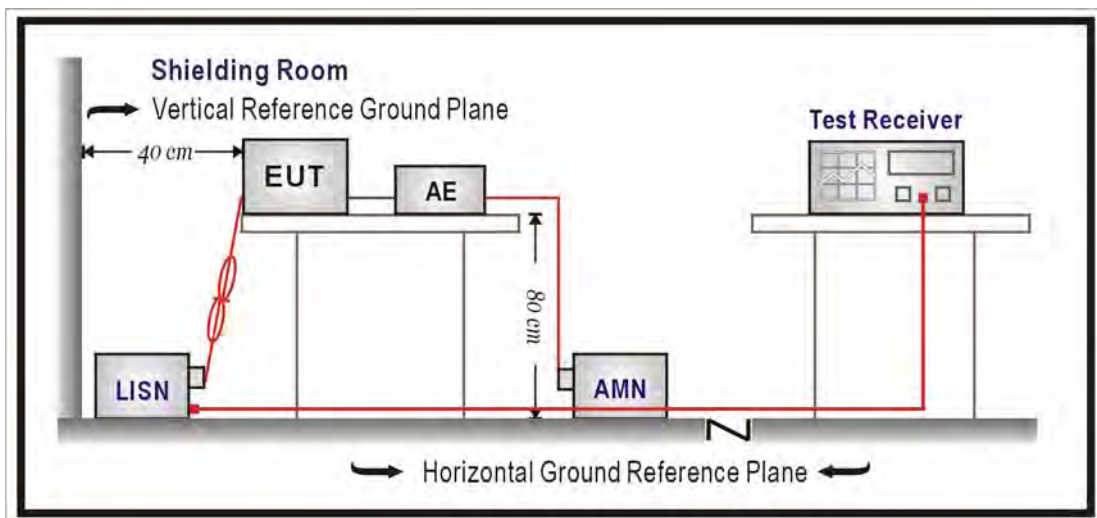 Shielding Room
Vertical Reference Ground Plane
40 cm
EUT
AE
Test Receiver
80 cm
LISN
AMN
Horizontal Ground Reference Plane